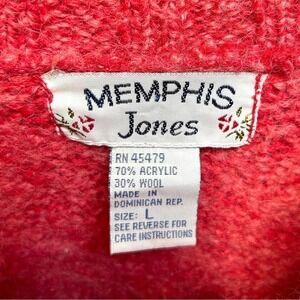 MEMPHIS
Jones
RN 45479
70% ACRYLIC
30% WOOL
MADE IN
DOMINICAN REP.
SIZE: L
SEE REVERSE FOR
CARE INSTRUCTIONS